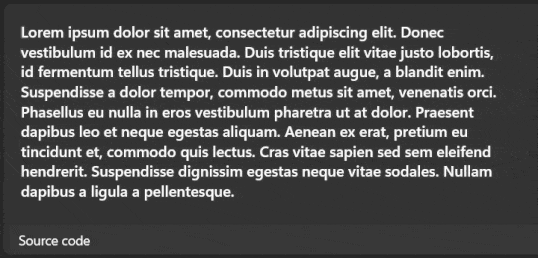 Lorem ipsum dolor sit amet, consectetur adipiscing elit. Donec
vestibulum id ex nec malesuada. Duis tristique elit vitae justo lobortis,
id fermentum tellus tristique. Duis in volutpat augue, a blandit enim.
Suspendisse a dolor tempor, commodo metus sit amet, venenatis orci.
Phasellus eu nulla in eros vestibulum pharetra ut at dolor. Praesent
dapibus leo et neque egestas aliquam. Aenean ex erat, pretium eu
tincidunt et, commodo quis lectus. Cras vitae sapien sed sem eleifend
hendrerit. Suspendisse dignissim egestas neque vitae sodales. Nullam
dapibus a ligula a pellentesque.
Source code